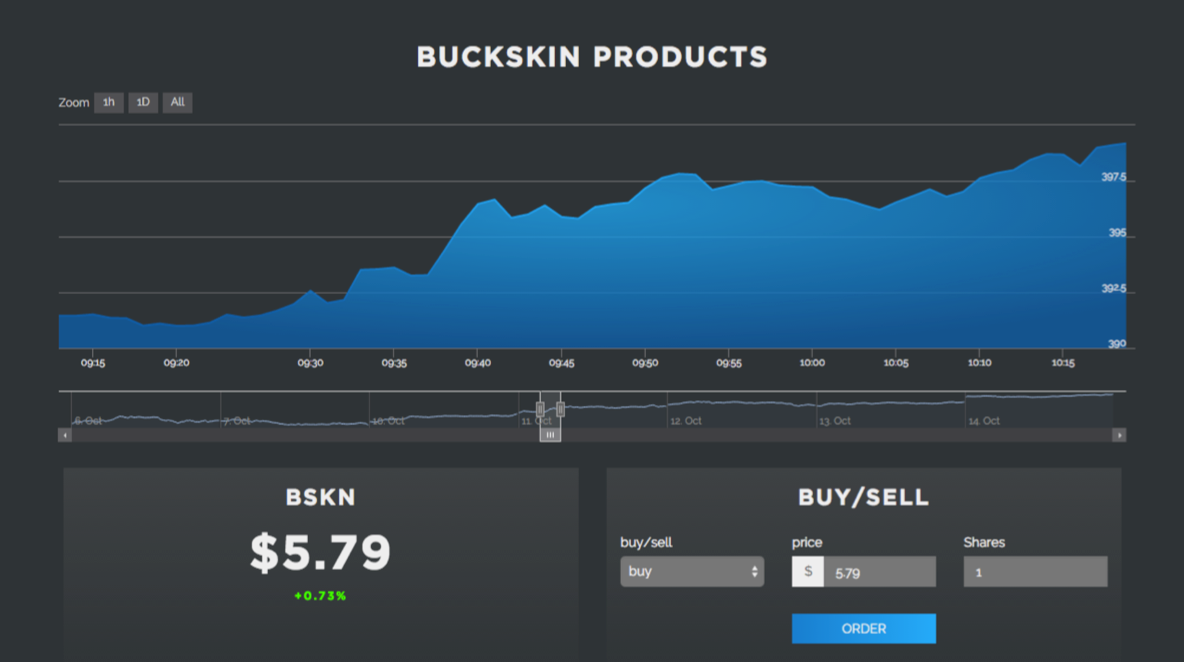 BUCKSKIN PRODUCTS
Zoom 1h 1D All
397.5
395
392.5
390
09:15 09:20 09:30 09:35 09:40 09:45 09:50 09:55 10:00 10:05 10:10 10:15
6. Oct 7. Oct 10. Oct 11. Oct 12. Oct 13. Oct 14. Oct
BSKN
$5.79
+0.73%
BUY/SELL
buy/sell price Shares
buy $ 5.79 1
ORDER